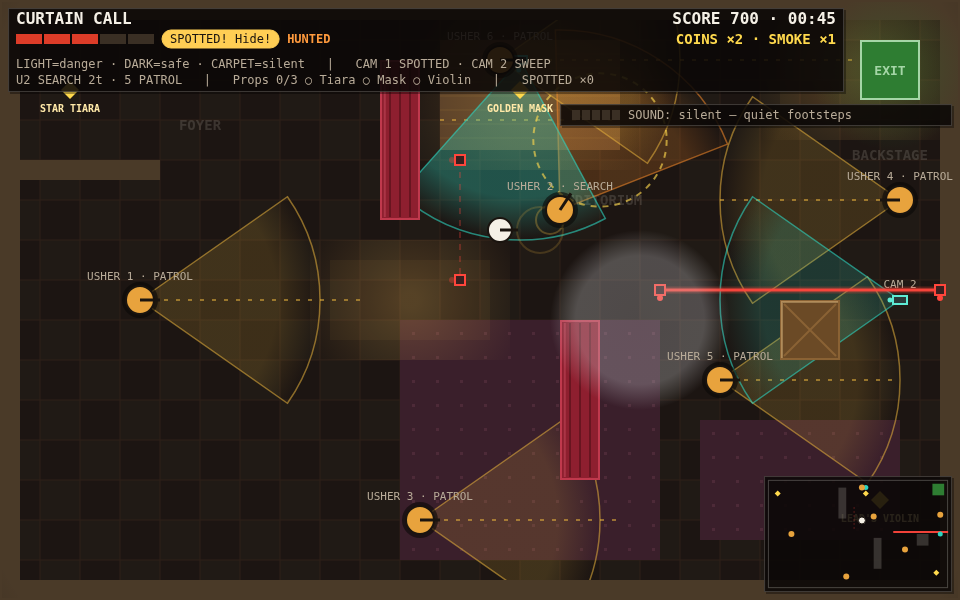 CURTAIN CALL
SCORE 700 · 00:45
SPOTTED! Hide!
HUNTED
COINS ×2 · SMOKE ×1
LIGHT=danger · DARK=safe · CARPET=silent | CAM 1 SPOTTED · CAM 2 SWEEP
U2 SEARCH 2t · 5 PATROL | Props 0/3 ○ Tiara ○ Mask ○ Violin | SPOTTED ×0
USHER 6 · PATROL
EXIT
STAR TIARA
GOLDEN MASK
SOUND: silent — quiet footsteps
FOYER
BACKSTAGE
USHER 4 · PATROL
USHER 2 · SEARCH
USHER 1 · PATROL
CAM 2
USHER 5 · PATROL
USHER 3 · PATROL
VIOLIN